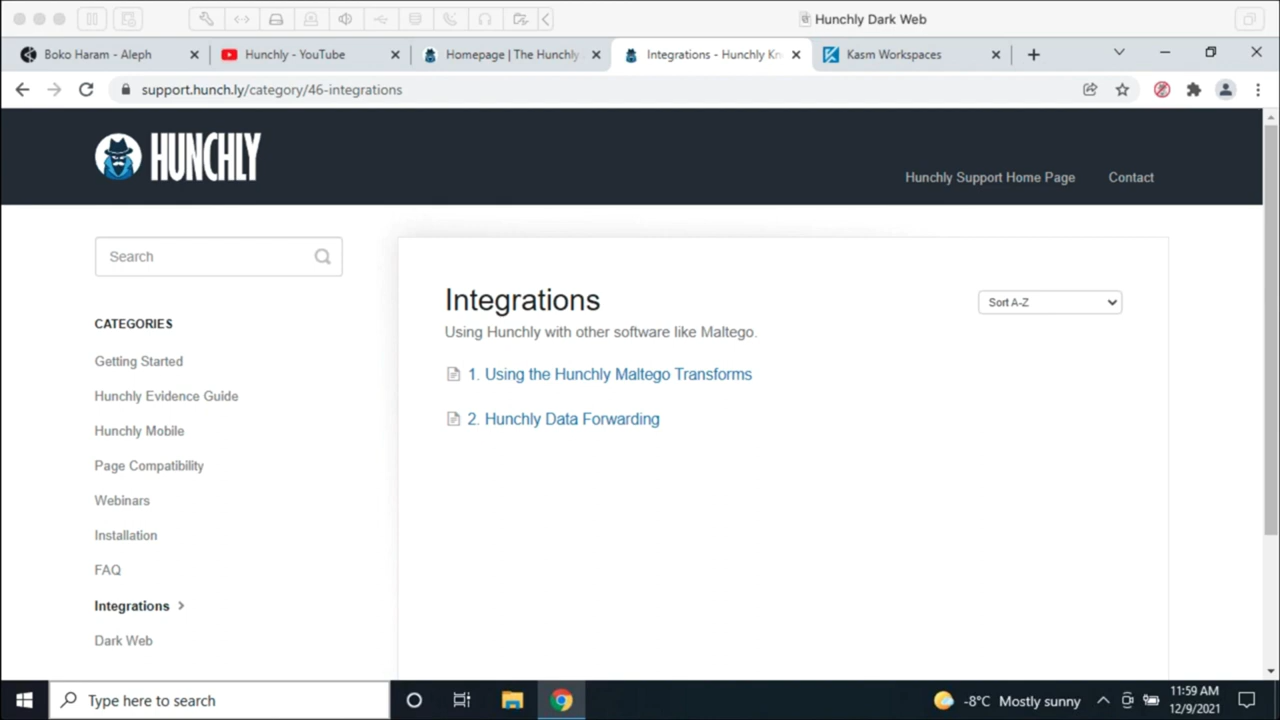 Hunchly Dark Web
Boko Haram - Aleph
Hunchly - YouTube
Homepage | The Hunchly
Integrations - Hunchly Kn
Kasm Workspaces
support.hunch.ly/category/46-integrations
HUNCHLY
Hunchly Support Home Page
Contact
Search
CATEGORIES
Getting Started
Hunchly Evidence Guide
Hunchly Mobile
Page Compatibility
Webinars
Installation
FAQ
Integrations
Dark Web
Integrations
Sort A-Z
Using Hunchly with other software like Maltego.
1. Using the Hunchly Maltego Transforms
2. Hunchly Data Forwarding
Type here to search
-8°C Mostly sunny
11:59 AM
12/9/2021